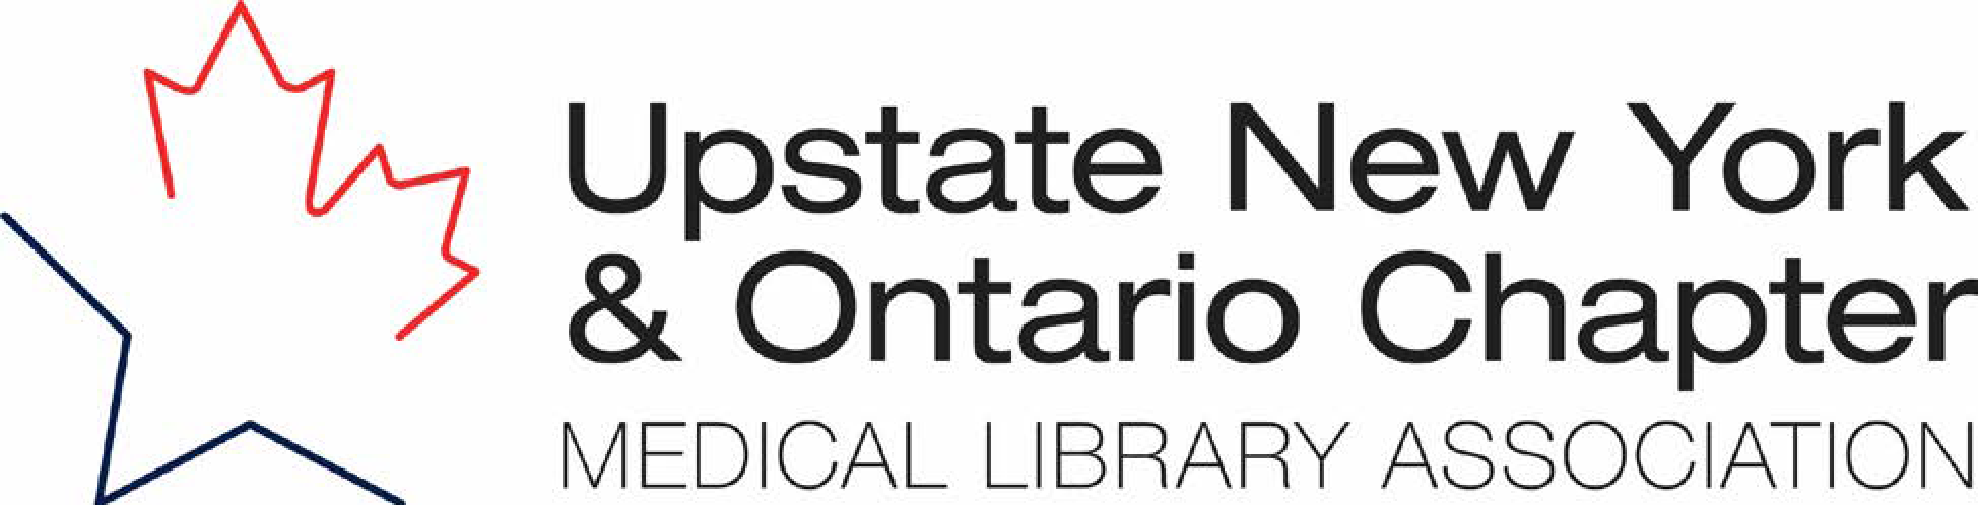 Upstate New York
& Ontario Chapter
MEDICAL LIBRARY ASSOCIATION